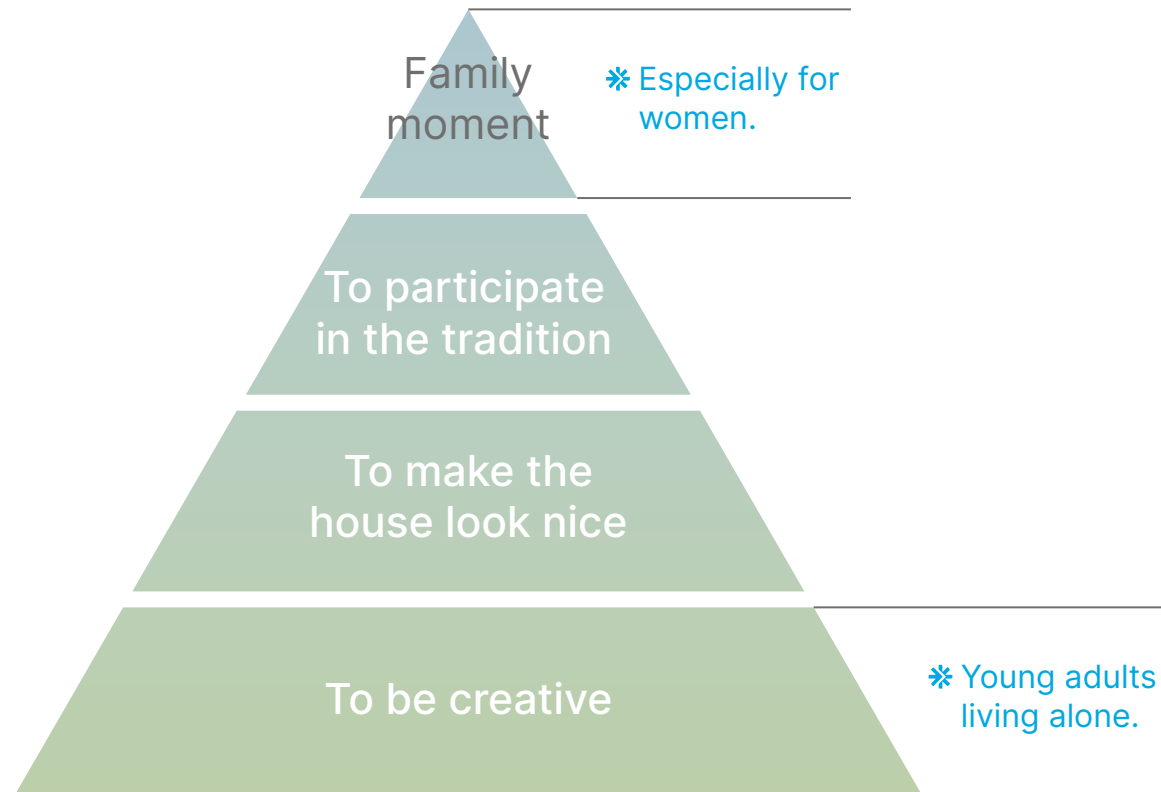 Family
moment
Especially for
women.
To participate
in the tradition
To make the
house look nice
To be creative
Young adults
living alone.